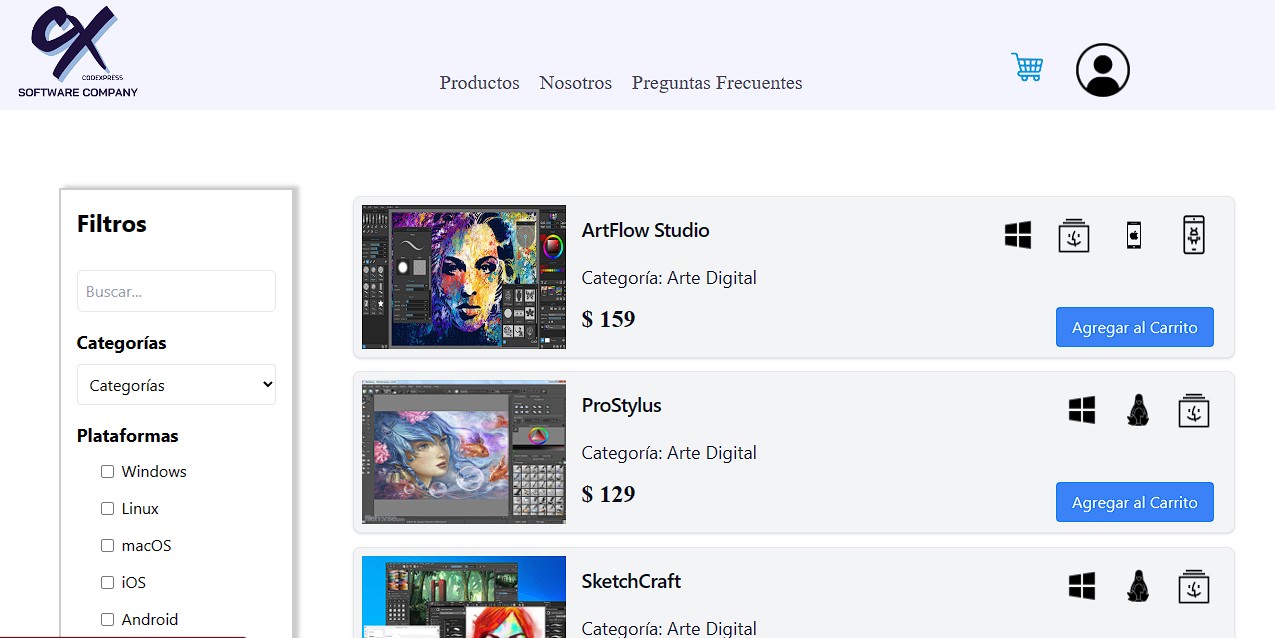 CX
CODEXPRESS
SOFTWARE COMPANY
Productos
Nosotros
Preguntas Frecuentes
Filtros
Buscar...
Categorías
Categorías
Plataformas
Windows
Linux
macOS
iOS
Android
ArtFlow Studio
Categoría: Arte Digital
$ 159
Agregar al Carrito
ProStylus
Categoría: Arte Digital
$ 129
Agregar al Carrito
SketchCraft
Categoría: Arte Digital